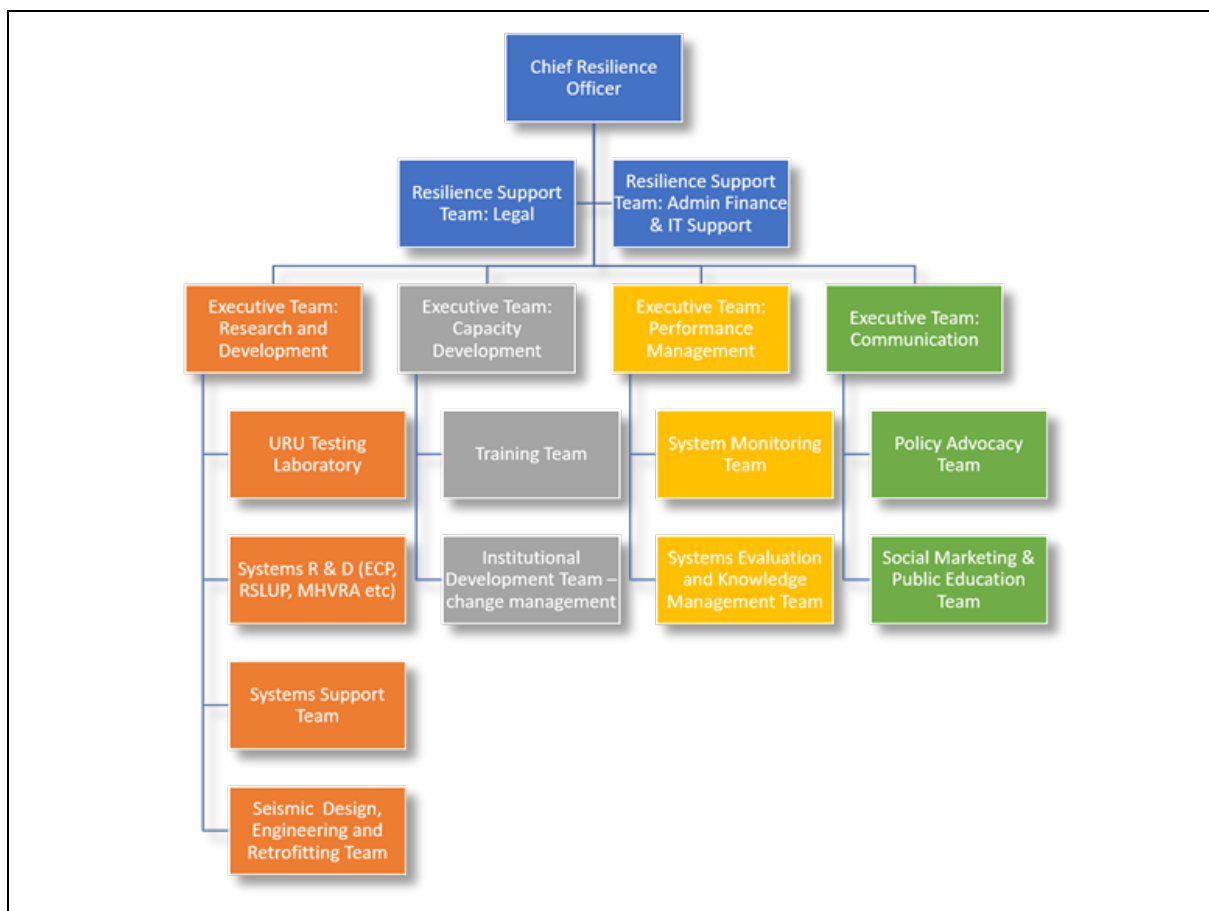 Chief Resilience
Officer
Resilience Support
Team: Legal
Resilience Support
Team: Admin Finance
& IT Support
Executive Team:
Research and
Development
Executive Team:
Capacity
Development
Executive Team:
Performance
Management
Executive Team:
Communication
URU Testing
Laboratory
Training Team
System Monitoring
Team
Policy Advocacy
Team
Systems R & D (ECP,
RSLUP, MHVRA etc)
Institutional
Development Team –
change management
Systems Evaluation
and Knowledge
Management Team
Social Marketing &
Public Education
Team
Systems Support
Team
Seismic Design,
Engineering and
Retrofitting Team